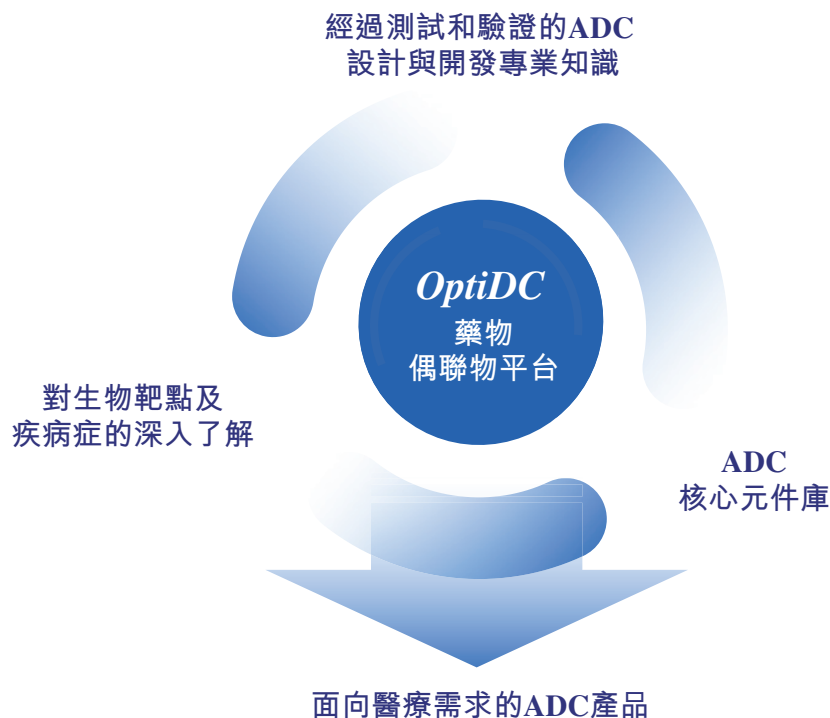 經過測試和驗證的ADC
設計與開發專業知識
OptiDC
藥物
偶聯物平台
對生物靶點及
疾病症的深入了解
ADC
核心元件庫
面向醫療需求的ADC產品